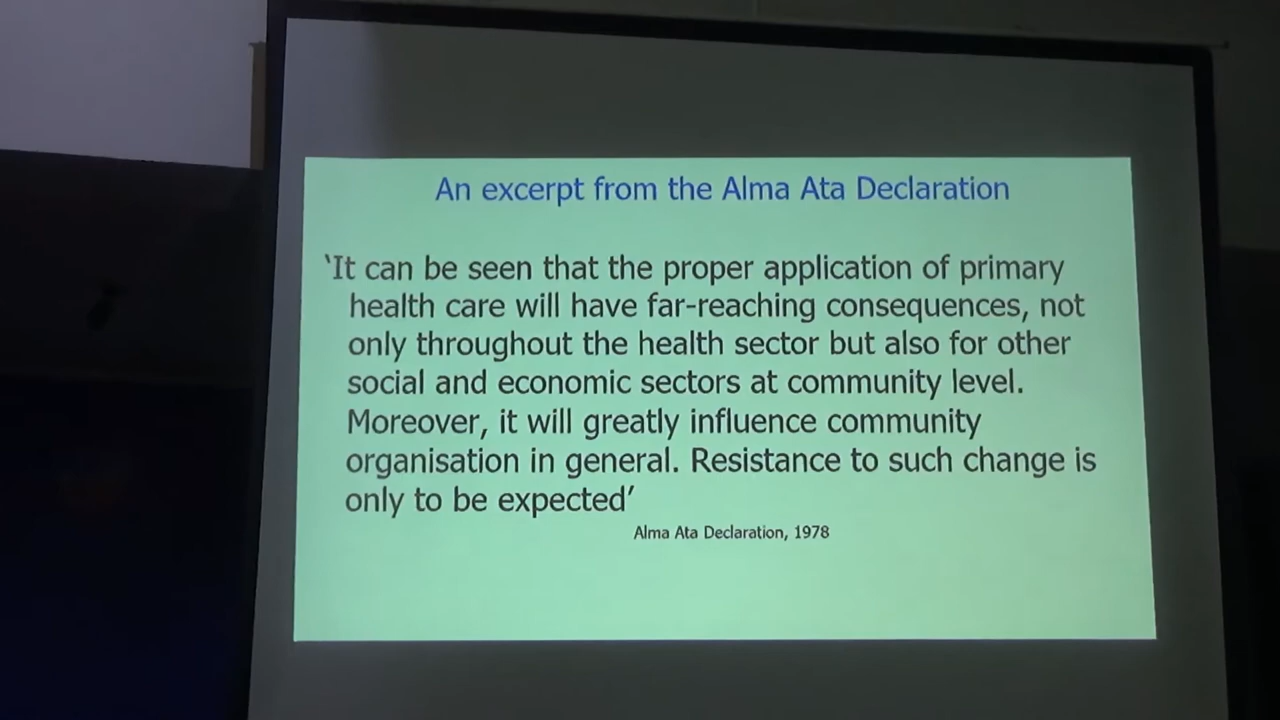 An excerpt from the Alma Ata Declaration
‘It can be seen that the proper application of primary
health care will have far-reaching consequences, not
only throughout the health sector but also for other
social and economic sectors at community level.
Moreover, it will greatly influence community
organisation in general. Resistance to such change is
only to be expected’
Alma Ata Declaration, 1978